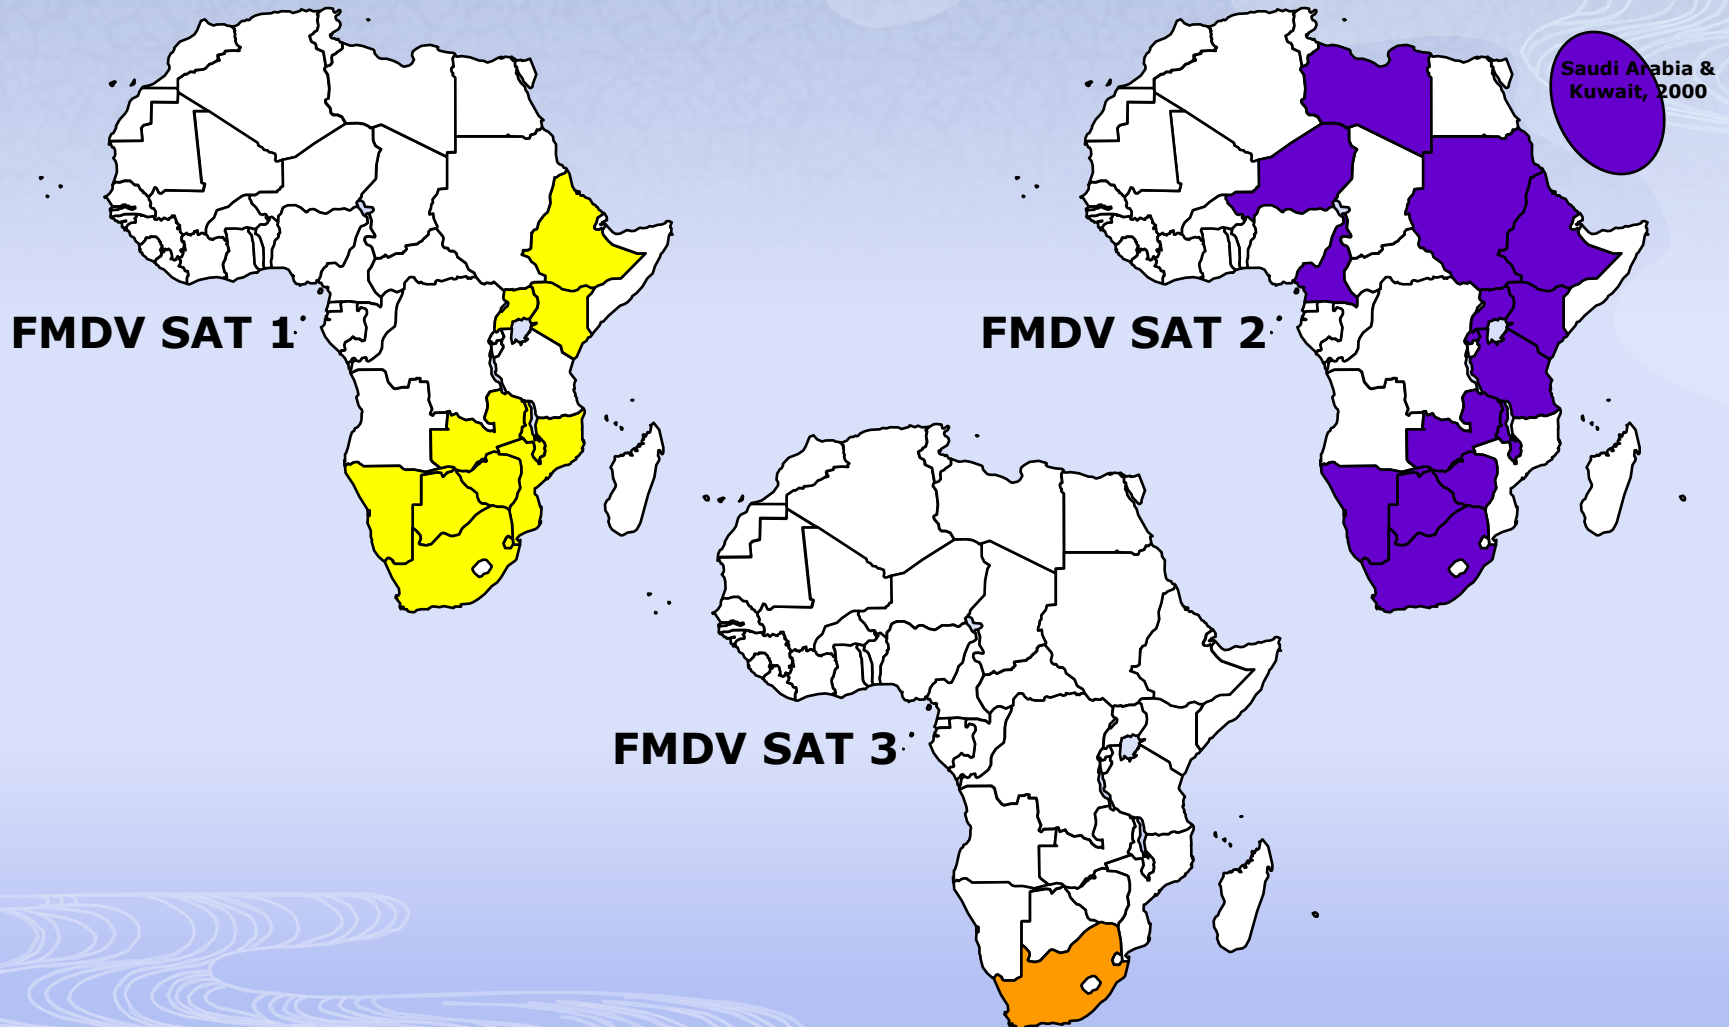 Saudi Arabia &
Kuwait, 2000
FMDV SAT 1
FMDV SAT 2
FMDV SAT 3